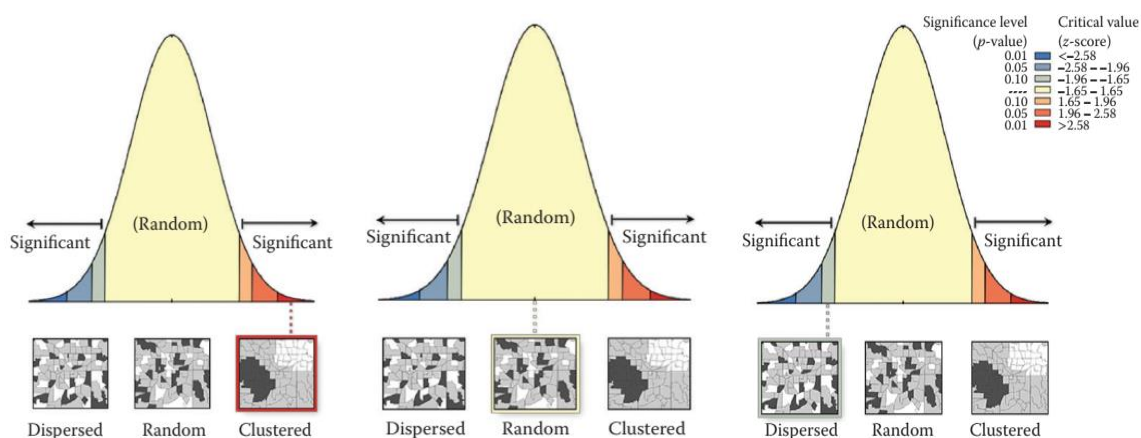 Significance level Critical value
(p-value) (z-score)
0.01 <–2.58
0.05 –2.58 – –1.96
0.10 –1.96 – –1.65
---- –1.65 – 1.65
0.10 1.65 – 1.96
0.05 1.96 – 2.58
0.01 >2.58
(Random)
Significant Significant
Dispersed Random Clustered
(Random)
Significant Significant
Dispersed Random Clustered
(Random)
Significant Significant
Dispersed Random Clustered